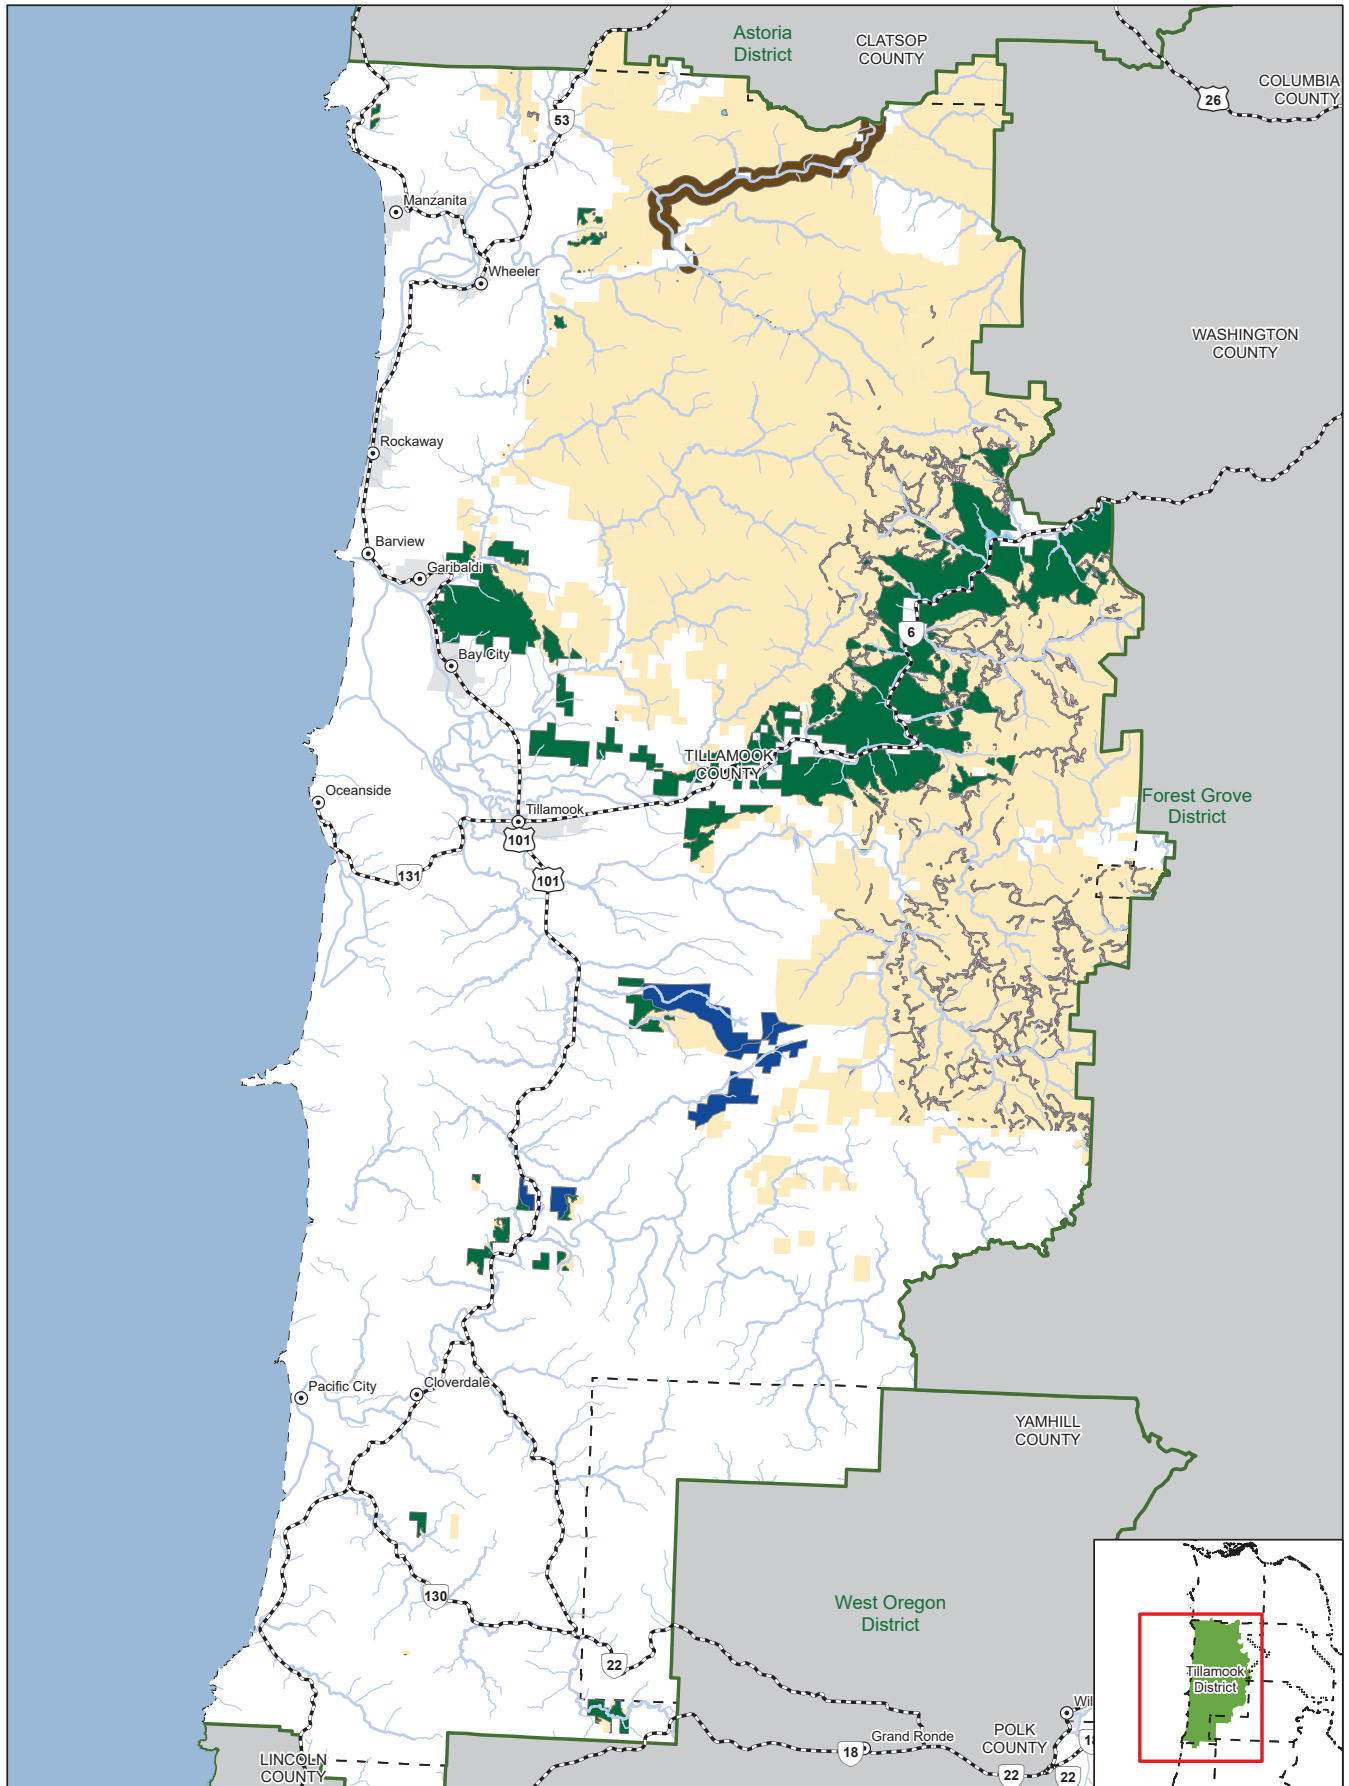 Astoria
District
CLATSOP
COUNTY
COLUMBIA
COUNTY
26
53
Manzanita
Wheeler
WASHINGTON
COUNTY
Rockaway
Barview
Garibaldi
6
Bay City
TILLAMOOK
COUNTY
Oceanside
Tillamook
Forest Grove
District
101
131
101
Pacific City
Cloverdale
YAMHILL
COUNTY
130
West Oregon
District
22
Tillamook
District
Wil
Grand Ronde
POLK
COUNTY
18
18
LINCOLN
COUNTY
22
22